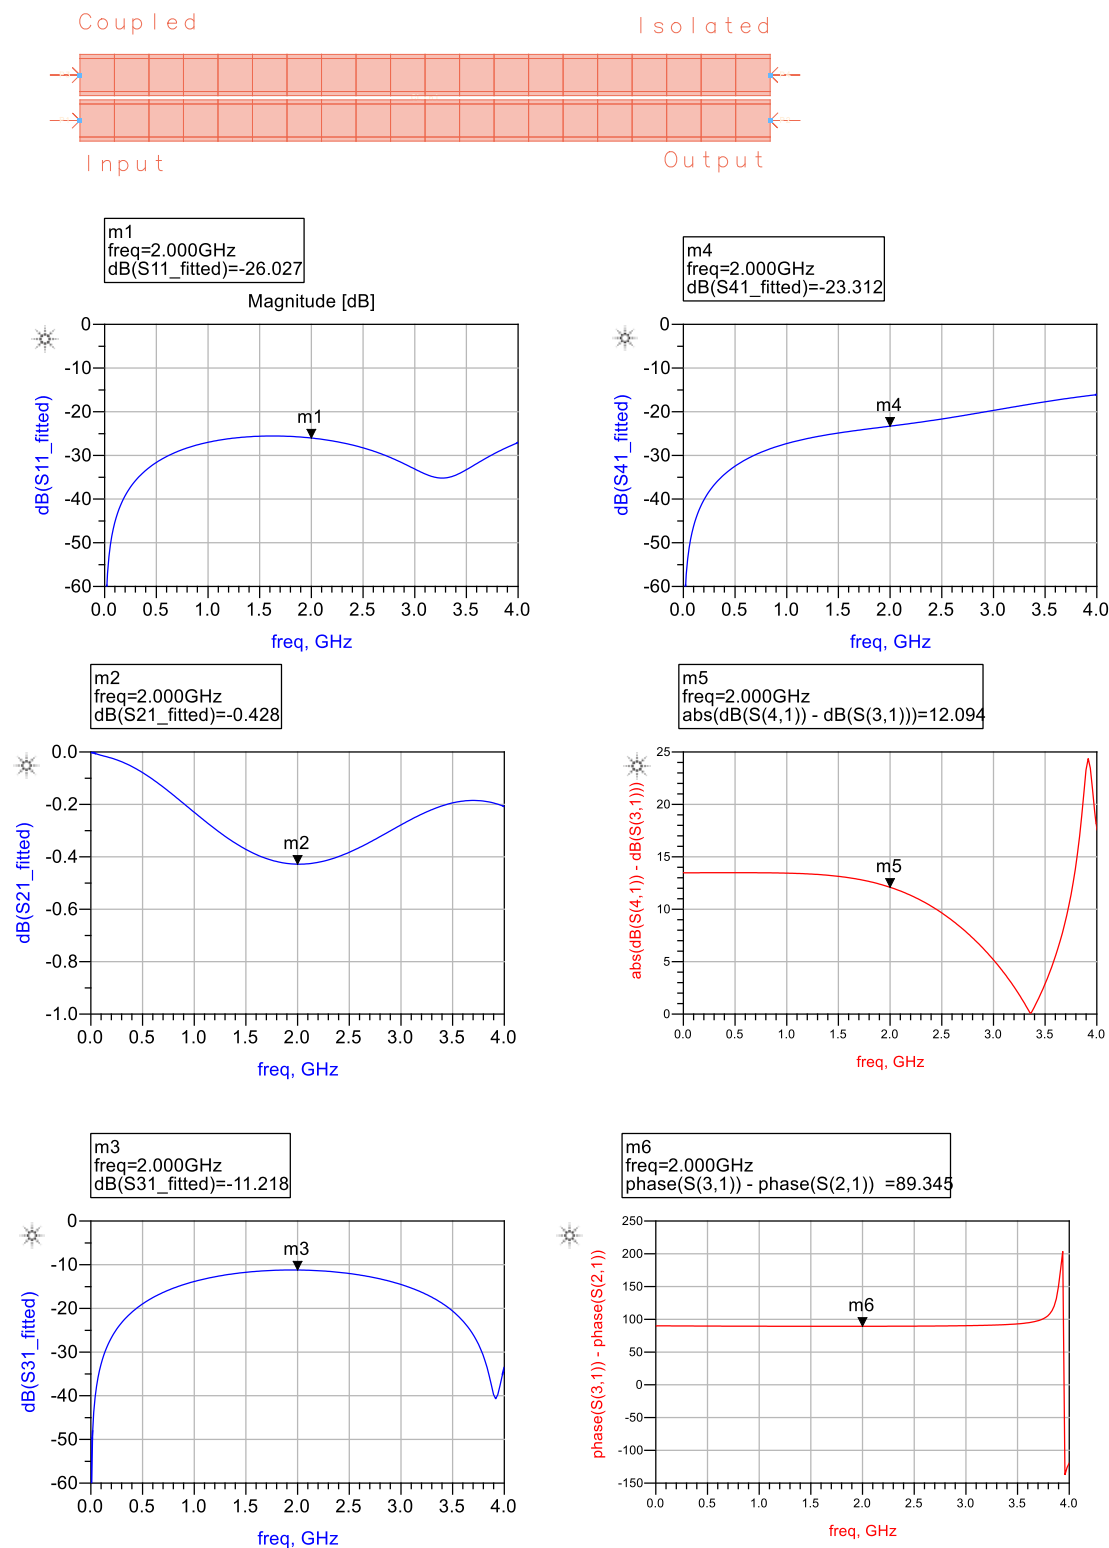 Coupled
Isolated
Input
Output
m1
freq=2.000GHz
dB(S11_fitted)=-26.027
m4
freq=2.000GHz
dB(S41_fitted)=-23.312
Magnitude [dB]
0
-10
-20
-30
-40
-50
-60
dB(S11_fitted)
m1
0.0 0.5 1.0 1.5 2.0 2.5 3.0 3.5 4.0
freq, GHz
0
-10
-20
-30
-40
-50
-60
dB(S41_fitted)
m4
0.0 0.5 1.0 1.5 2.0 2.5 3.0 3.5 4.0
freq, GHz
m2
freq=2.000GHz
dB(S21_fitted)=-0.428
m5
freq=2.000GHz
abs(dB(S(4,1)) - dB(S(3,1)))=12.094
0.0
-0.2
-0.4
-0.6
-0.8
-1.0
dB(S21_fitted)
m2
0.0 0.5 1.0 1.5 2.0 2.5 3.0 3.5 4.0
freq, GHz
25
20
15
10
5
0
abs(dB(S(4,1)) - dB(S(3,1)))
m5
0.0 0.5 1.0 1.5 2.0 2.5 3.0 3.5 4.0
freq, GHz
m3
freq=2.000GHz
dB(S31_fitted)=-11.218
m6
freq=2.000GHz
phase(S(3,1)) - phase(S(2,1)) =89.345
0
-10
-20
-30
-40
-50
-60
dB(S31_fitted)
m3
0.0 0.5 1.0 1.5 2.0 2.5 3.0 3.5 4.0
freq, GHz
250
200
150
100
50
0
-50
-100
-150
phase(S(3,1)) - phase(S(2,1))
m6
0.0 0.5 1.0 1.5 2.0 2.5 3.0 3.5 4.0
freq, GHz